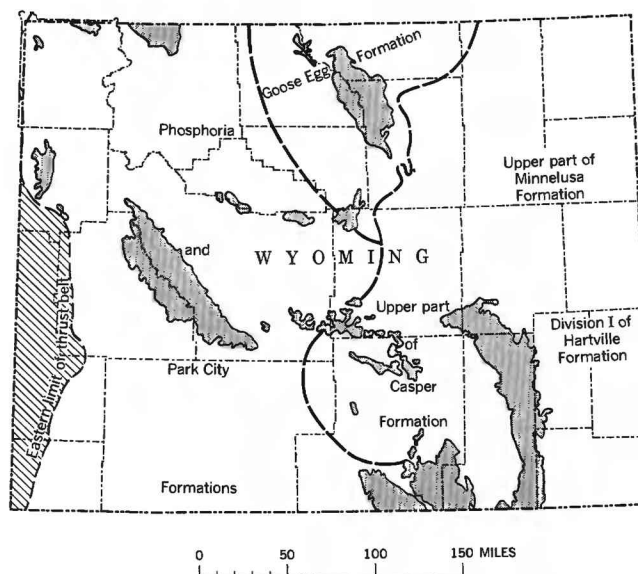 Goose Egg Formation
Phosphoria
Upper part of
Minnelusa
Formation
and
WYOMING
Upper part
of
Division I of
Hartville
Formation
Park City
Casper
Eastern limit of thrust belt
Formation
Formations
0 50 100 150 MILES